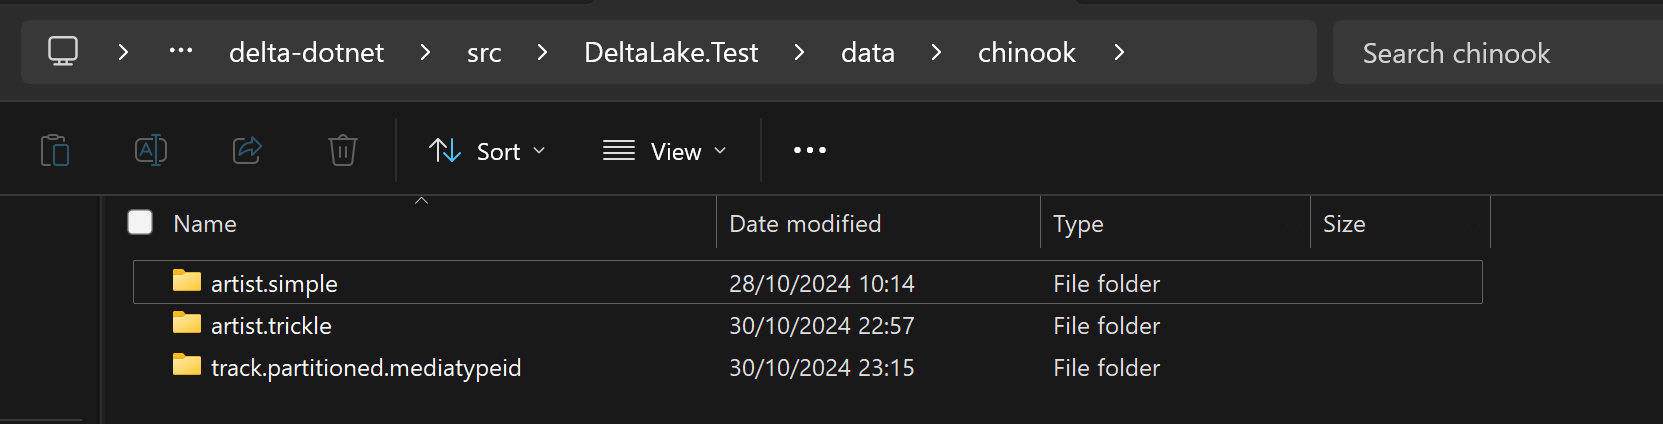 delta-dotnet > src > DeltaLake.Test > data > chinook > Search chinook
Sort View
Name Date modified Type Size
artist.simple 28/10/2024 10:14 File folder
artist.trickle 30/10/2024 22:57 File folder
track.partitioned.mediatypeid 30/10/2024 23:15 File folder